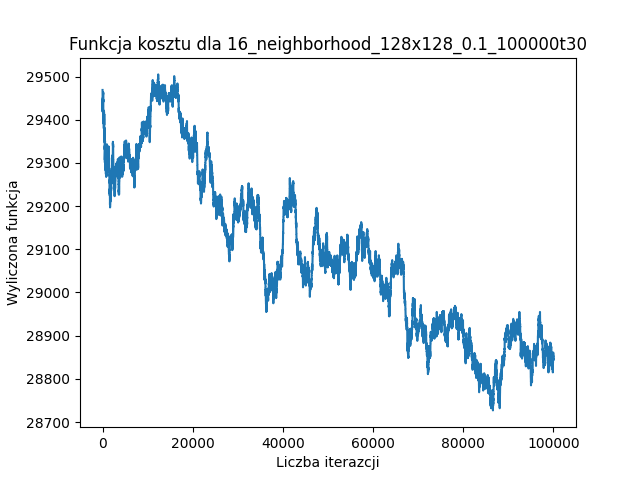 Funkcja kosztu dla 16_neighborhood_128x128_0.1_100000t30
29500
29400
29300
29200
29100
29000
28900
28800
28700
Wyliczona funkcja
0 20000 40000 60000 80000 100000
Liczba iterazcji